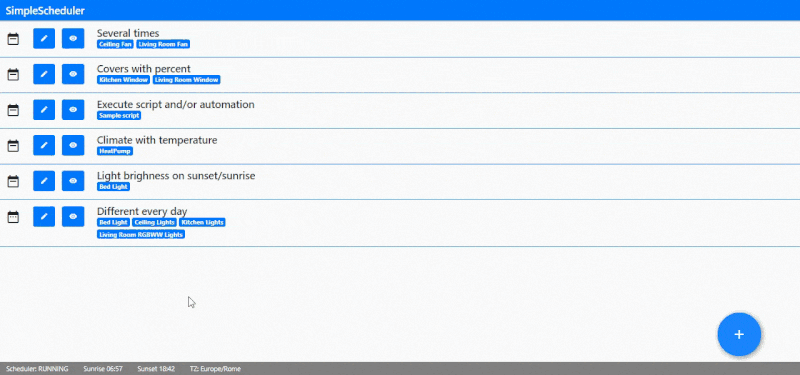 SimpleScheduler
Several times
Ceiling Fan Living Room Fan
Covers with percent
Kitchen Window Living Room Window
Execute script and/or automation
Sample script
Climate with temperature
HeatPump
Light brighness on sunset/sunrise
Bed Light
Different every day
Bed Light Ceiling Lights Kitchen Lights
Living Room RGBWW Lights
Scheduler: RUNNING Sunrise 06:57 Sunset 18:42 TZ: Europe/Rome